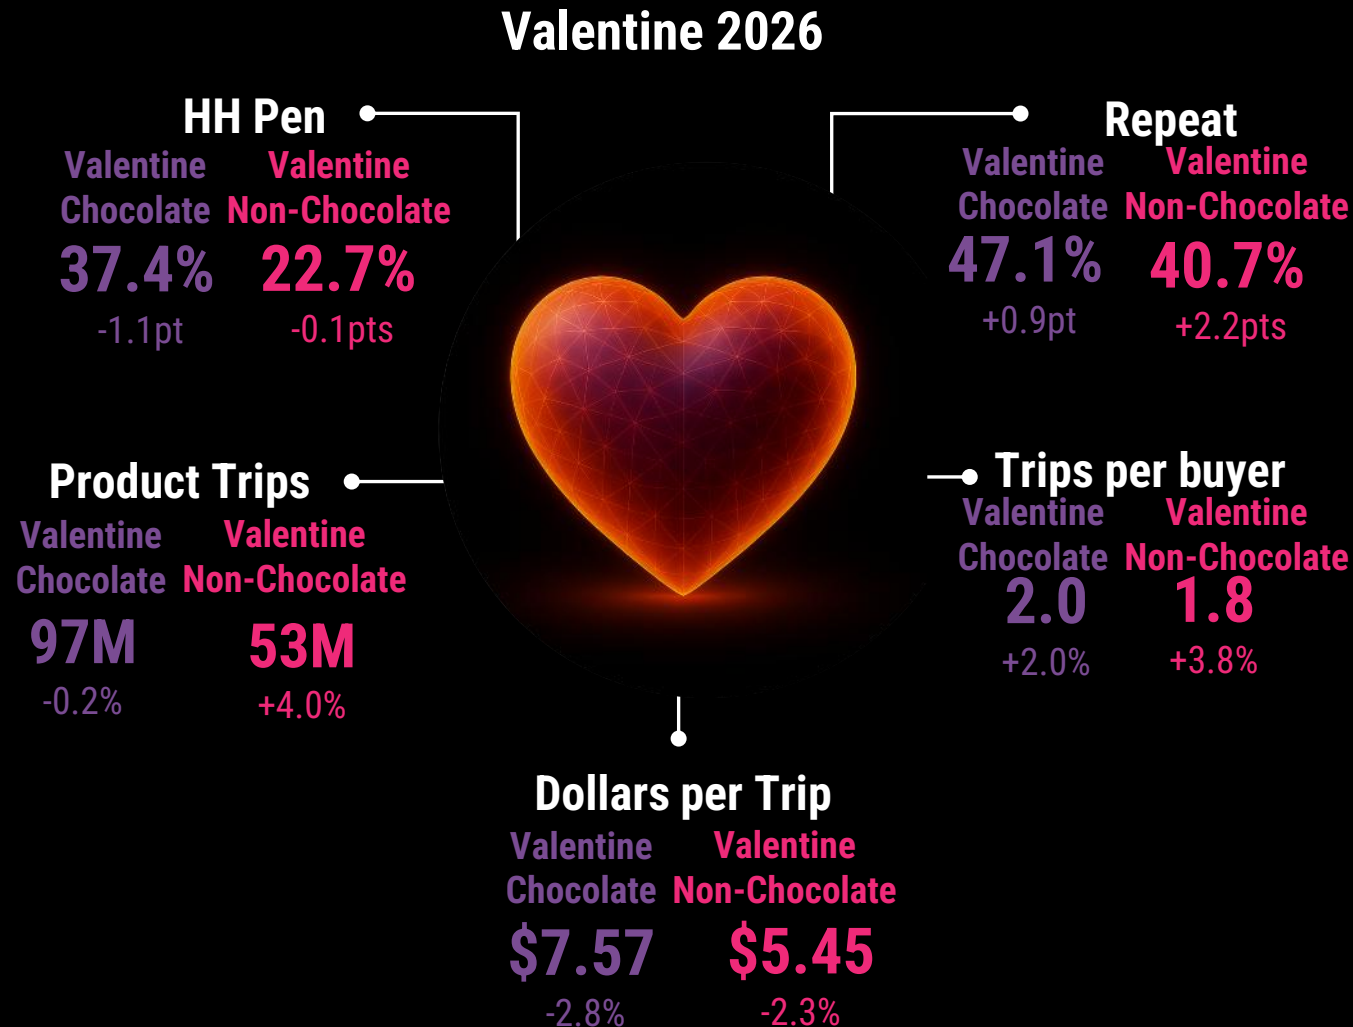 Valentine 2026
HH Pen
Valentine Valentine
Chocolate Non-Chocolate
37.4% 22.7%
-1.1pt -0.1pts
Repeat
Valentine Valentine
Chocolate Non-Chocolate
47.1% 40.7%
+0.9pt +2.2pts
Product Trips
Valentine Valentine
Chocolate Non-Chocolate
97M 53M
-0.2% +4.0%
Trips per buyer
Valentine Valentine
Chocolate Non-Chocolate
2.0 1.8
+2.0% +3.8%
Dollars per Trip
Valentine Valentine
Chocolate Non-Chocolate
$7.57 $5.45
-2.8% -2.3%